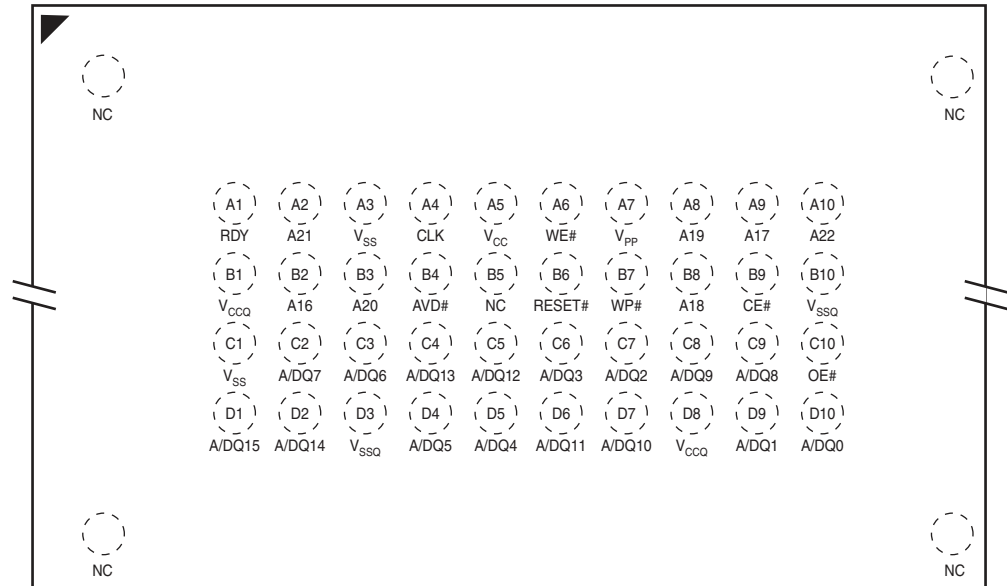 NC NC
A1 A2 A3 A4 A5 A6 A7 A8 A9 A10
RDY A21 VSS CLK VCC WE# VPP A19 A17 A22
B1 B2 B3 B4 B5 B6 B7 B8 B9 B10
VCCQ A16 A20 AVD# NC RESET# WP# A18 CE# VSSQ
C1 C2 C3 C4 C5 C6 C7 C8 C9 C10
VSS A/DQ7 A/DQ6 A/DQ13 A/DQ12 A/DQ3 A/DQ2 A/DQ9 A/DQ8 OE#
D1 D2 D3 D4 D5 D6 D7 D8 D9 D10
A/DQ15 A/DQ14 VSSQ A/DQ5 A/DQ4 A/DQ11 A/DQ10 VCCQ A/DQ1 A/DQ0
NC NC